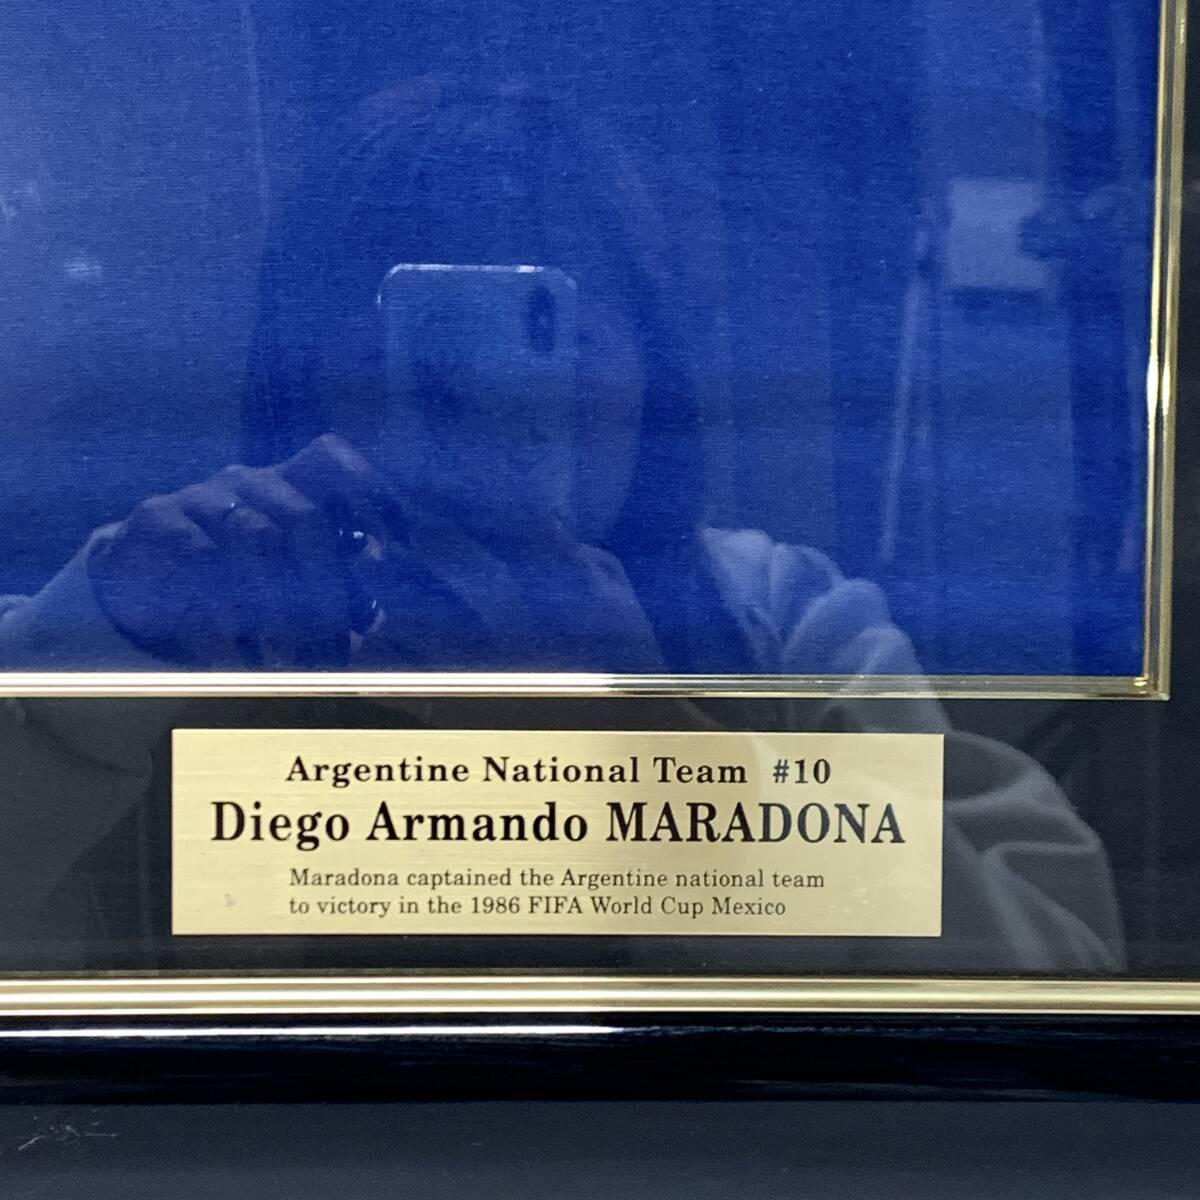 Argentine National Team #10
Diego Armando MARADONA
Maradona captained the Argentine national team
to victory in the 1986 FIFA World Cup Mexico